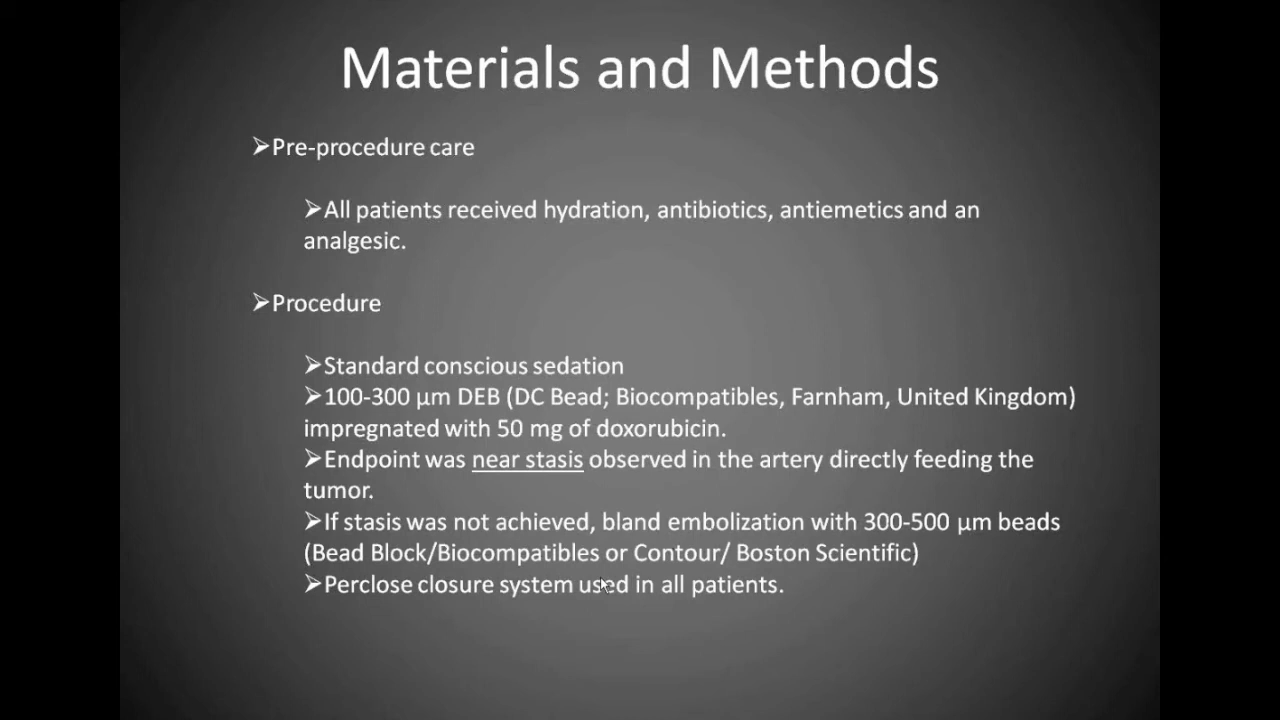 Materials and Methods
➢Pre-procedure care
➢All patients received hydration, antibiotics, antiemetics and an
analgesic.
➢Procedure
➢Standard conscious sedation
➢100-300 µm DEB (DC Bead; Biocompatibles, Farnham, United Kingdom)
impregnated with 50 mg of doxorubicin.
➢Endpoint was near stasis observed in the artery directly feeding the
tumor.
➢If stasis was not achieved, bland embolization with 300-500 µm beads
(Bead Block/Biocompatibles or Contour/ Boston Scientific)
➢Perclose closure system used in all patients.